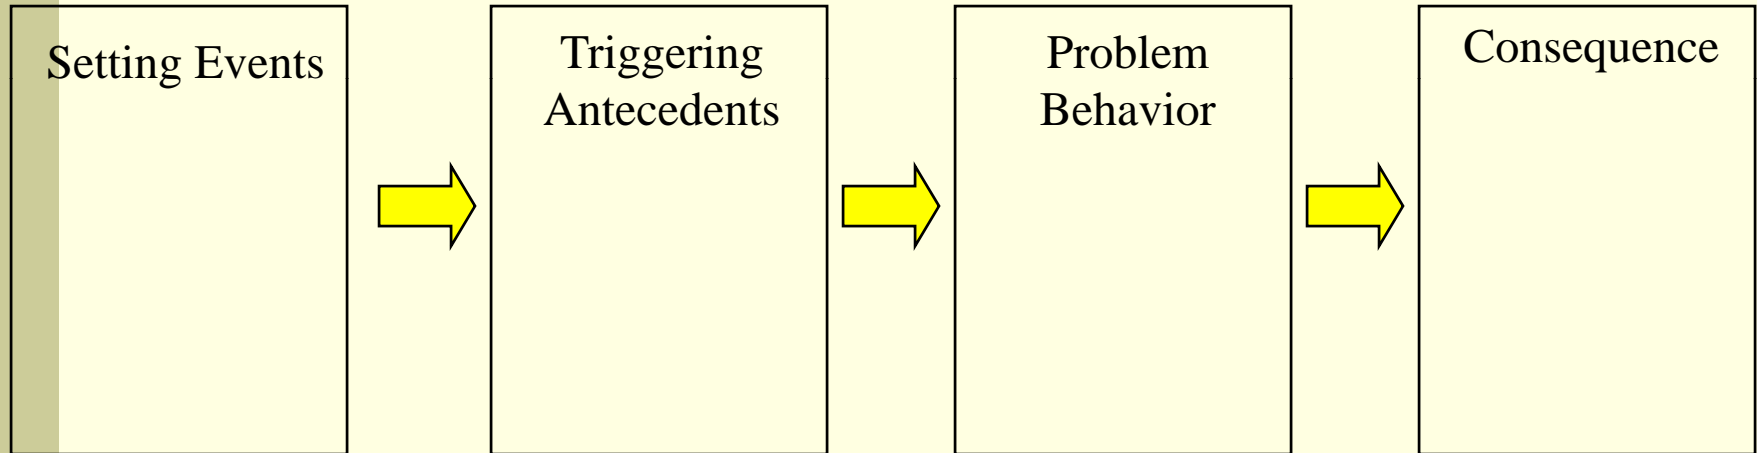 Setting Events
Triggering
Antecedents
Problem
Behavior
Consequence